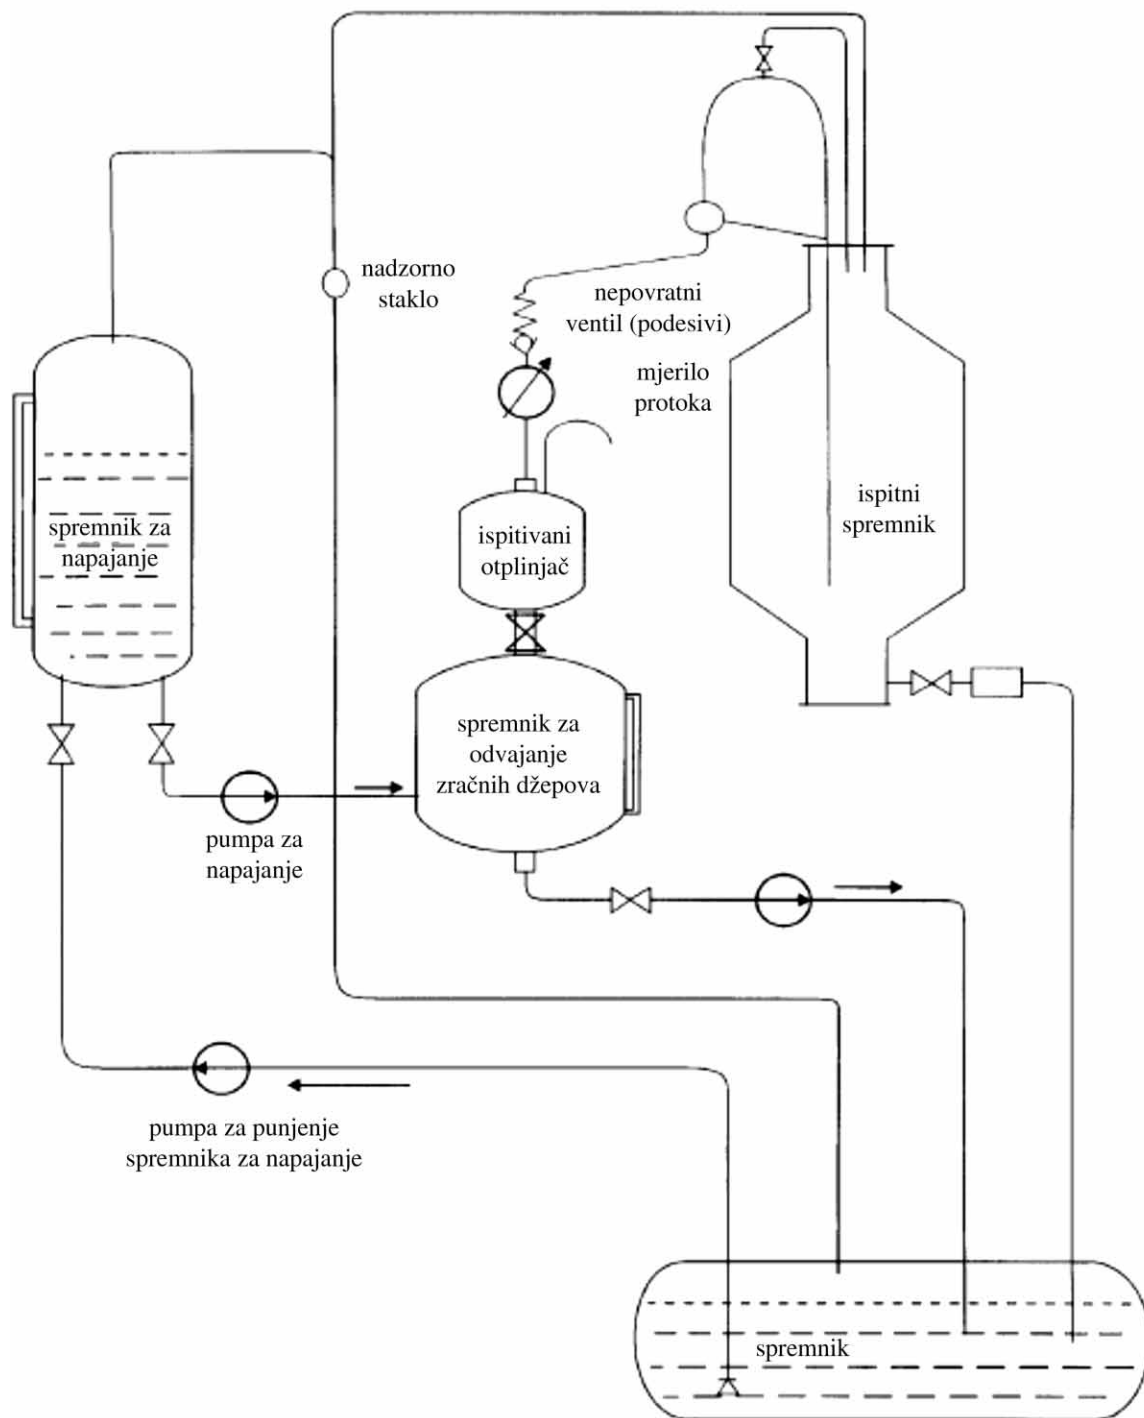 nadzorno
staklo
nepovratni
ventil (podesivi)
mjerilo
protoka
spremnik za
napajanje
ispitivani
otplinjač
ispitni
spremnik
spremnik za
odvajanje
zračnih džepova
pumpa za
napajanje
pumpa za punjenje
spremnika za napajanje
spremnik